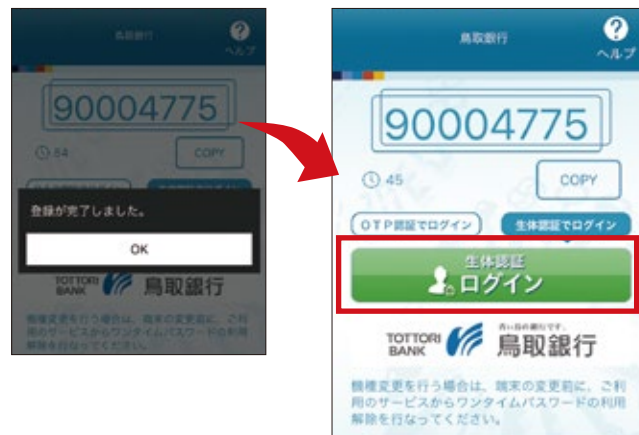 鳥取銀行
?
ヘルプ
90004775
84
COPY
登録が完了しました。
OK
TOTTORI BANK 鳥取銀行
機種変更を行う場合は、端末の変更前に、ご利
用のサービスからワンタイムパスワードの利用
解除を行なってください。
鳥取銀行
?
ヘルプ
90004775
45
COPY
OTP認証でログイン 生体認証でログイン
生体認証
ログイン
TOTTORI BANK 鳥取銀行
機種変更を行う場合は、端末の変更前に、ご利
用のサービスからワンタイムパスワードの利用
解除を行なってください。